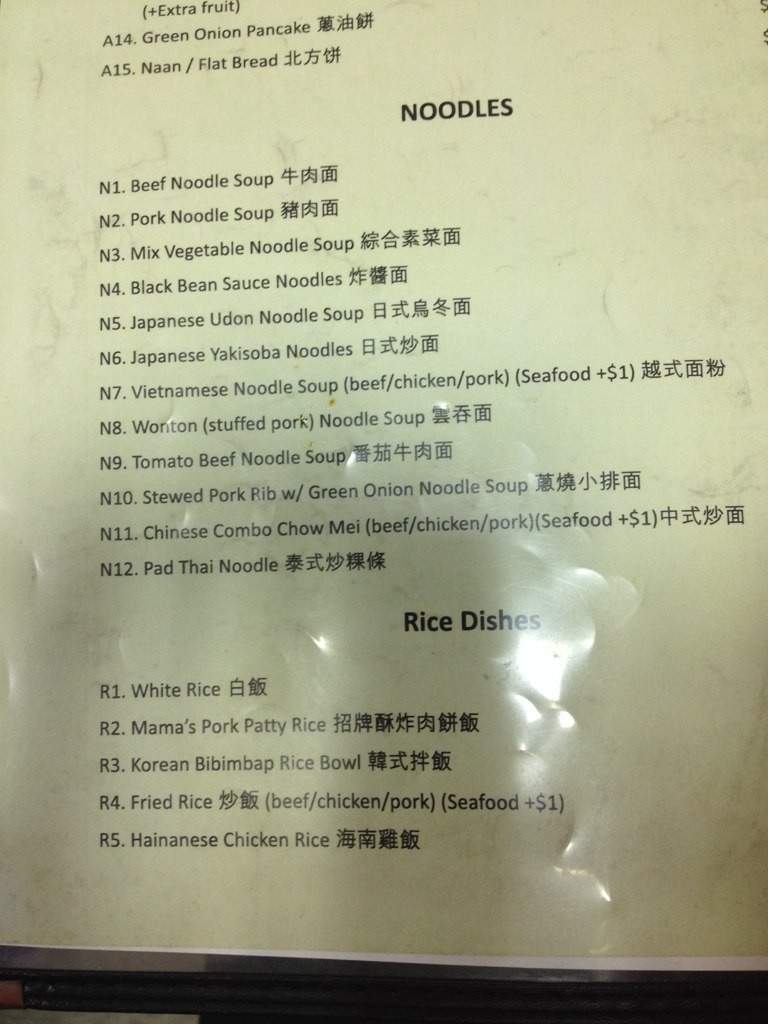 (+Extra fruit)
A14. Green Onion Pancake 蔥油餅
A15. Naan / Flat Bread 北方饼
NOODLES
N1. Beef Noodle Soup 牛肉面
N2. Pork Noodle Soup 豬肉面
N3. Mix Vegetable Noodle Soup 綜合素菜面
N4. Black Bean Sauce Noodles 炸醬面
N5. Japanese Udon Noodle Soup 日式烏冬面
N6. Japanese Yakisoba Noodles 日式炒面
N7. Vietnamese Noodle Soup (beef/chicken/pork) (Seafood +$1) 越式面粉
N8. Wonton (stuffed pork) Noodle Soup 雲吞面
N9. Tomato Beef Noodle Soup 番茄牛肉面
N10. Stewed Pork Rib w/ Green Onion Noodle Soup 蔥燒小排面
N11. Chinese Combo Chow Mei (beef/chicken/pork)(Seafood +$1)中式炒面
N12. Pad Thai Noodle 泰式炒粿條
Rice Dishes
R1. White Rice 白飯
R2. Mama's Pork Patty Rice 招牌酥炸肉餅飯
R3. Korean Bibimbap Rice Bowl 韓式拌飯
R4. Fried Rice 炒飯 (beef/chicken/pork) (Seafood +$1)
R5. Hainanese Chicken Rice 海南雞飯